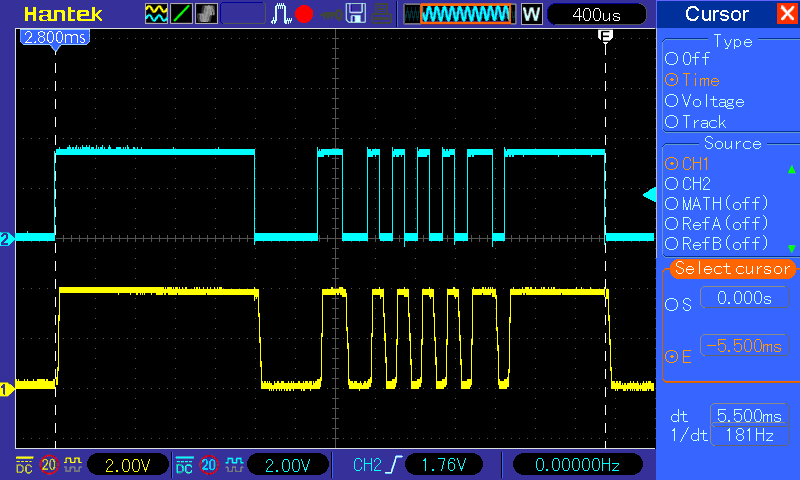 Hantek W 400us Cursor
2.800ms
E
Type
Off
Time
Voltage
Track
Source
CH1
CH2
MATH(off)
RefA(off)
RefB(off)
Select cursor
S 0.000s
E -5.500ms
dt 5.500ms
1/dt 181Hz
2
1
DC 20 2.00V DC 20 2.00V CH2 1.76V 0.00000Hz